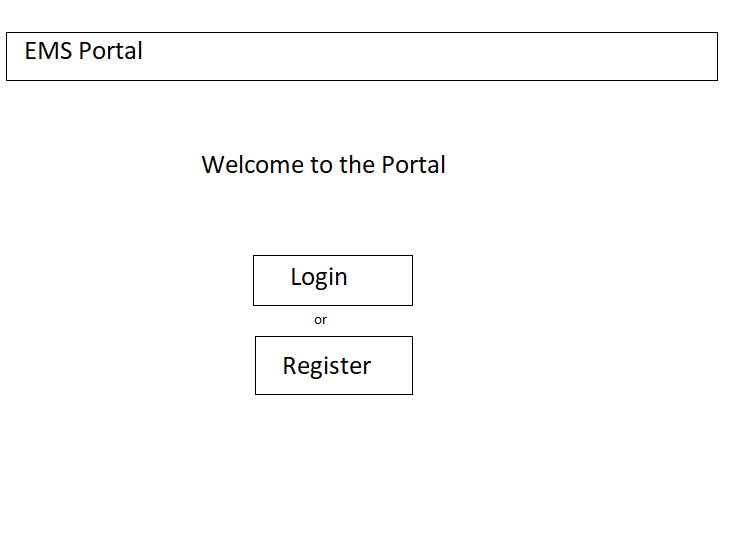 EMS Portal
Welcome to the Portal
Login
or
Register